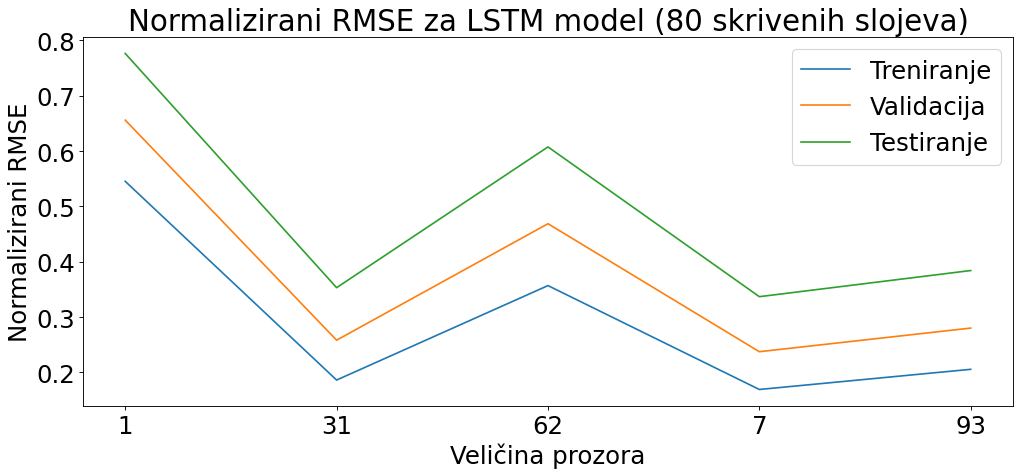 Normalizirani RMSE za LSTM model (80 skrivenih slojeva)
Normalizirani RMSE
0.8
0.7
0.6
0.5
0.4
0.3
0.2
Treniranje
Validacija
Testiranje
1 31 62 7 93
Veličina prozora